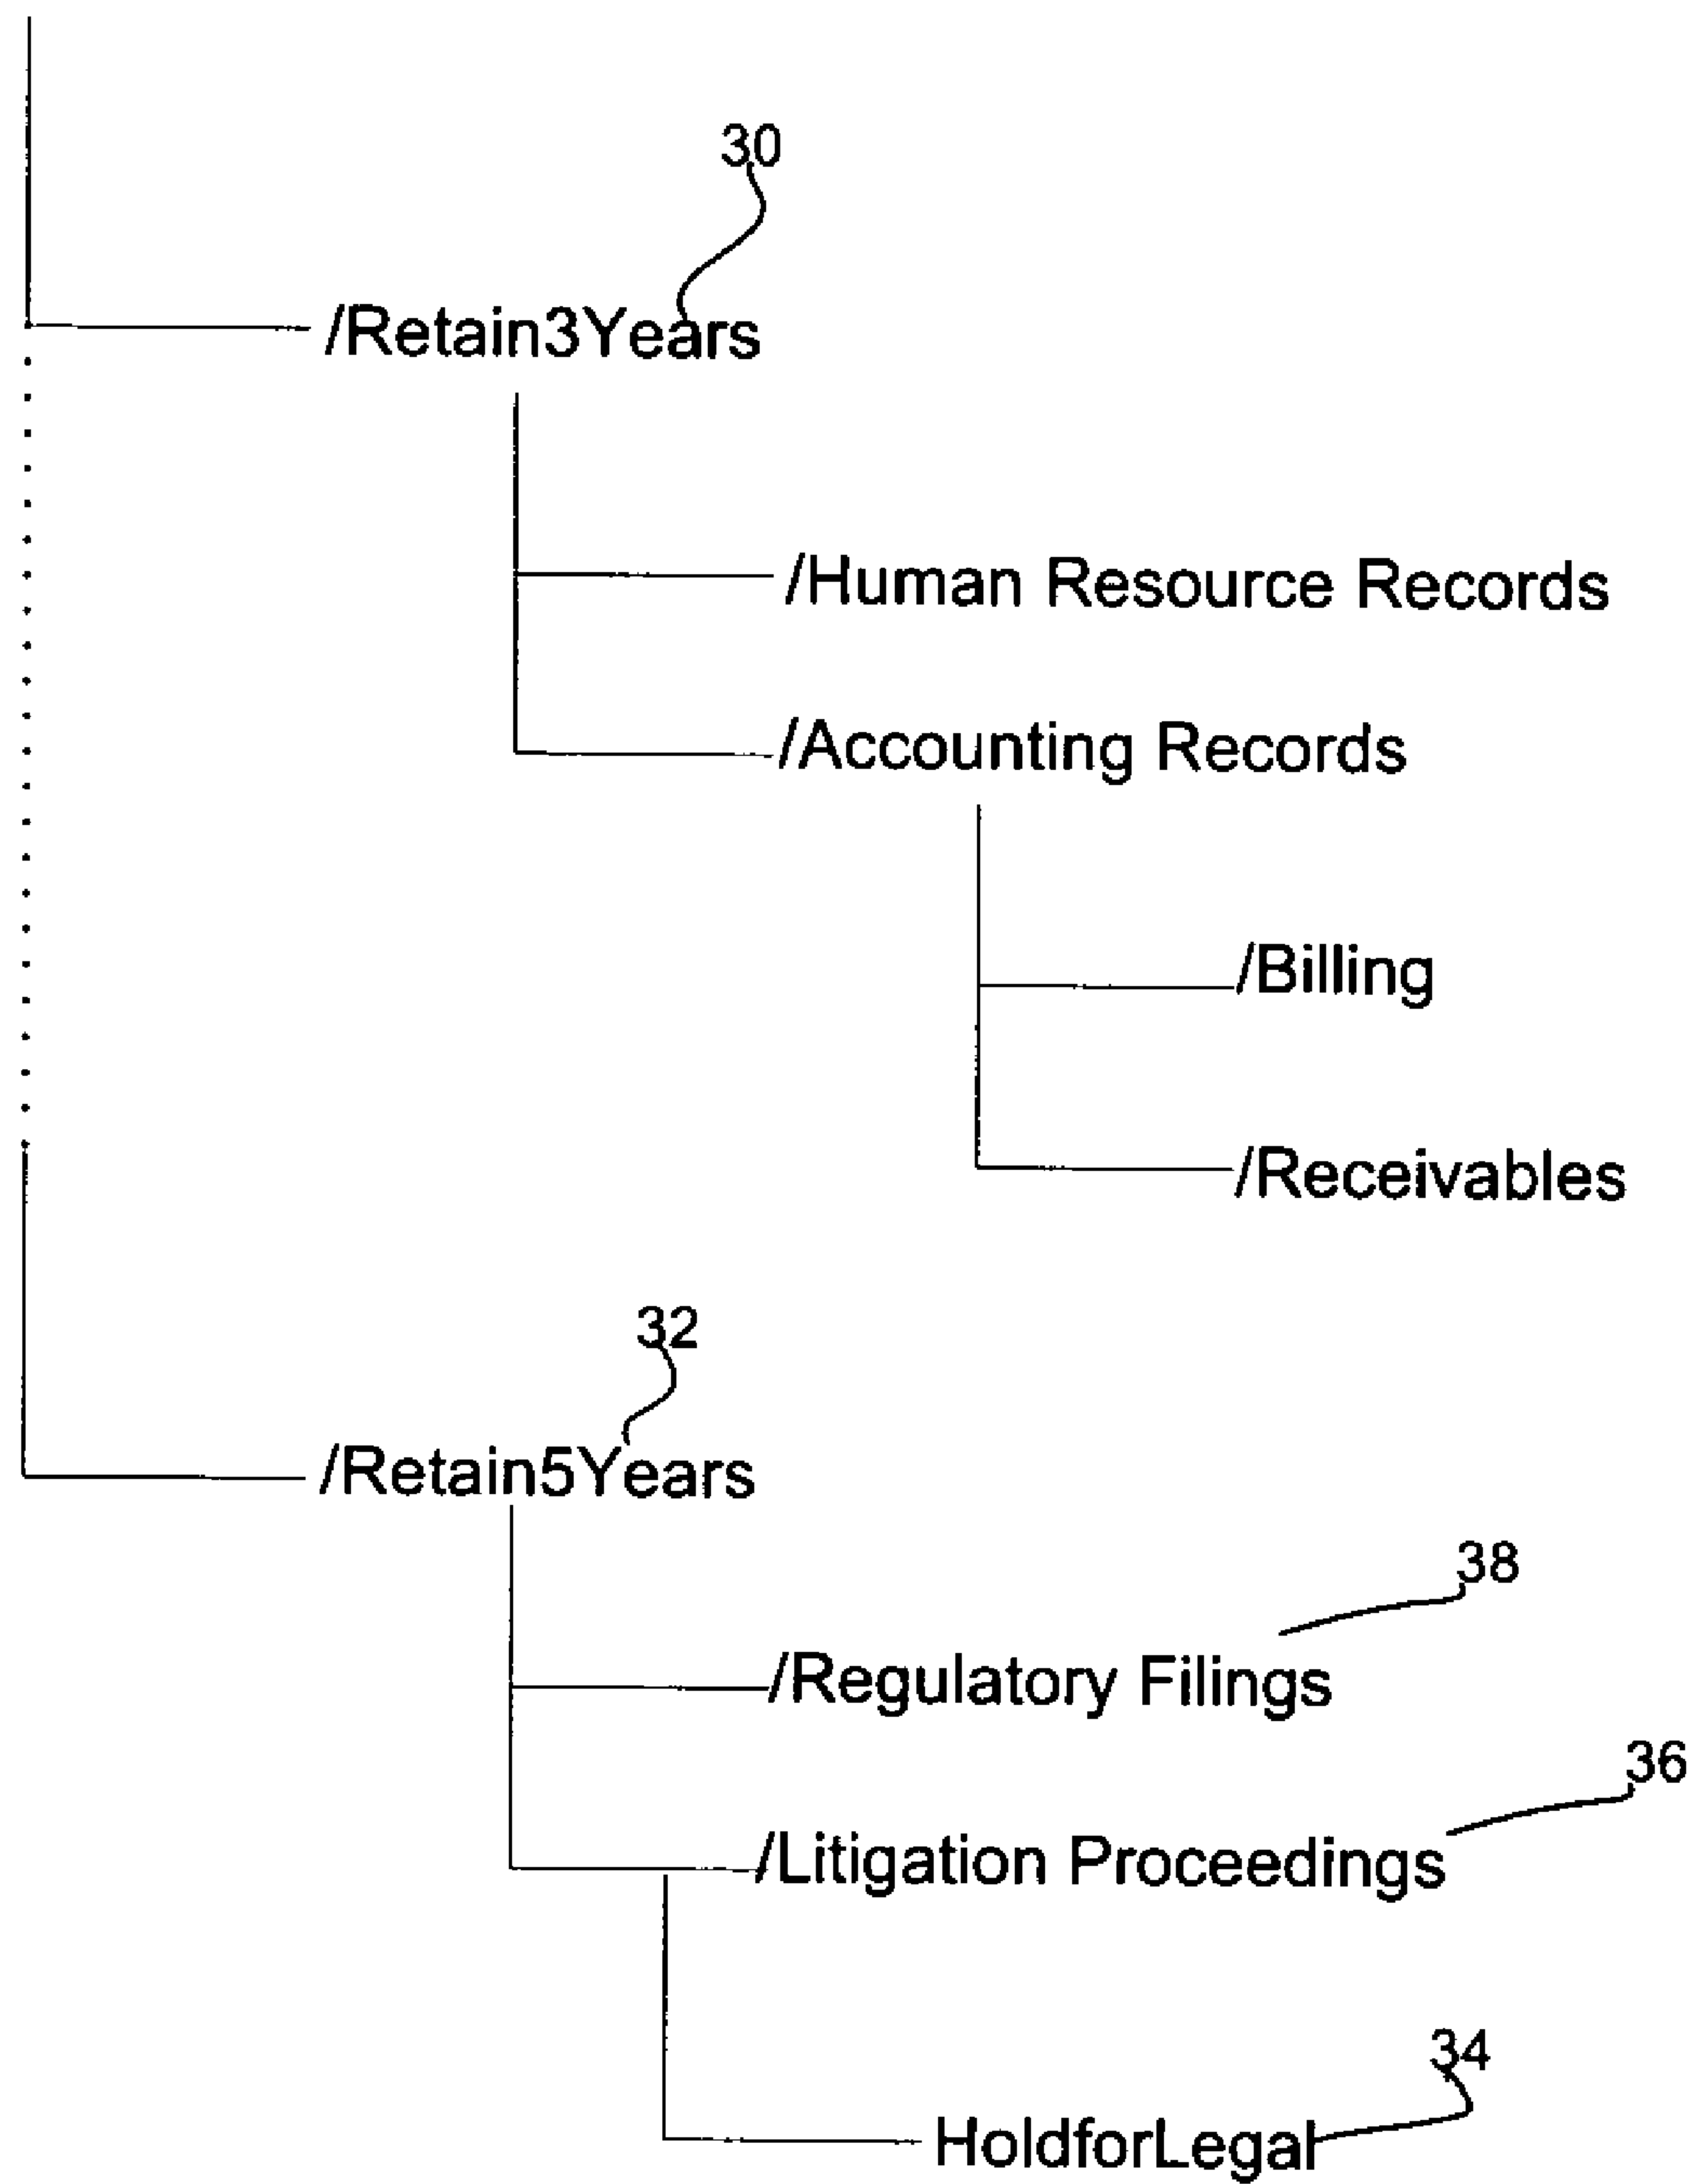 30
/Retain3Years
/Human Resource Records
/Accounting Records
/Billing
/Receivables
32
/Retain5Years
38
/Regulatory Filings
36
/Litigation Proceedings
34
HoldforLegal